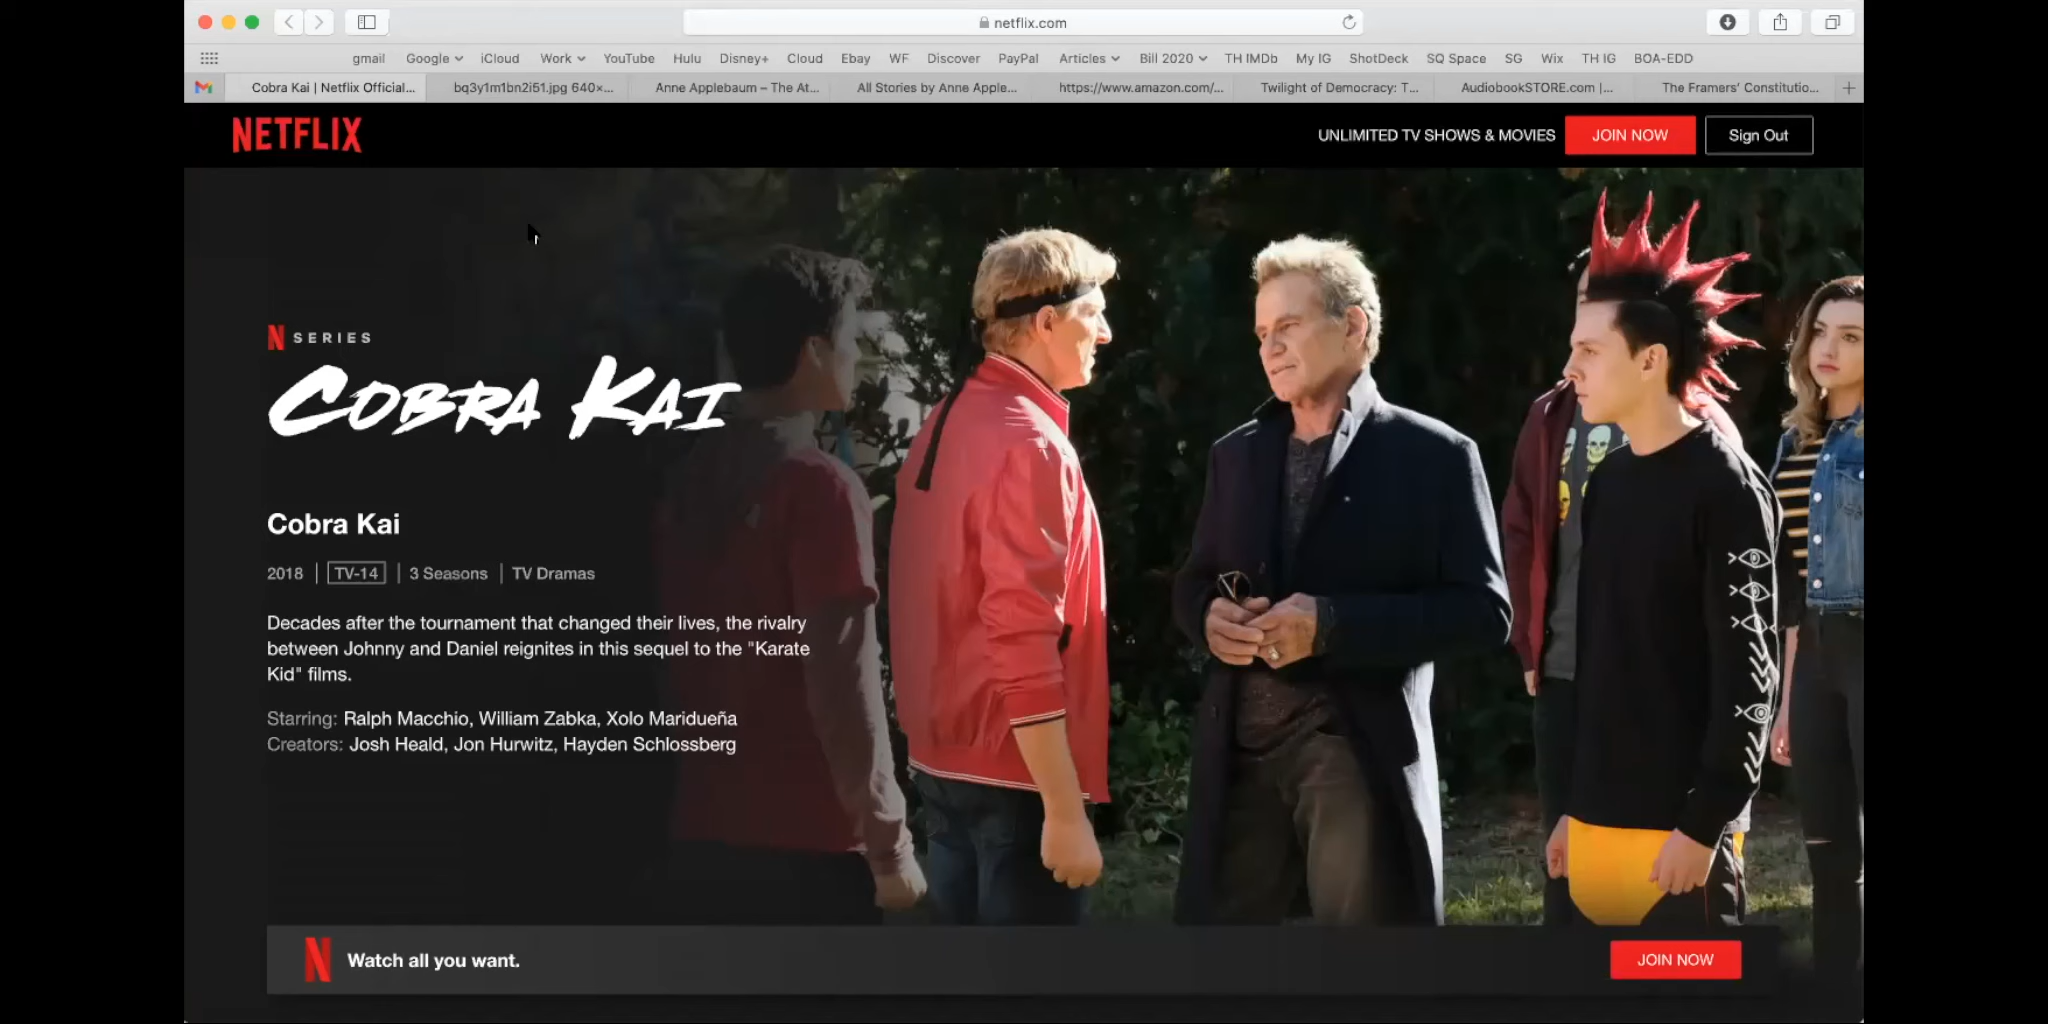 netflix.com
gmail Google iCloud Work YouTube Hulu Disney+ Cloud Ebay WF Discover PayPal Articles Bill 2020 TH IMDb My IG ShotDeck SQ Space SG Wix TH IG BOA-EDD
Cobra Kai | Netflix Official... bq3y1m1bn2i51.jpg 640×... Anne Applebaum – The At... All Stories by Anne Apple... https://www.amazon.com/... Twilight of Democracy: T... AudiobookSTORE.com |... The Framers' Constitutio...
NETFLIX UNLIMITED TV SHOWS & MOVIES JOIN NOW Sign Out
N SERIES
COBRA KAI
Cobra Kai
2018 | TV-14 | 3 Seasons | TV Dramas
Decades after the tournament that changed their lives, the rivalry
between Johnny and Daniel reignites in this sequel to the "Karate
Kid" films.
Starring: Ralph Macchio, William Zabka, Xolo Maridueña
Creators: Josh Heald, Jon Hurwitz, Hayden Schlossberg
N Watch all you want. JOIN NOW